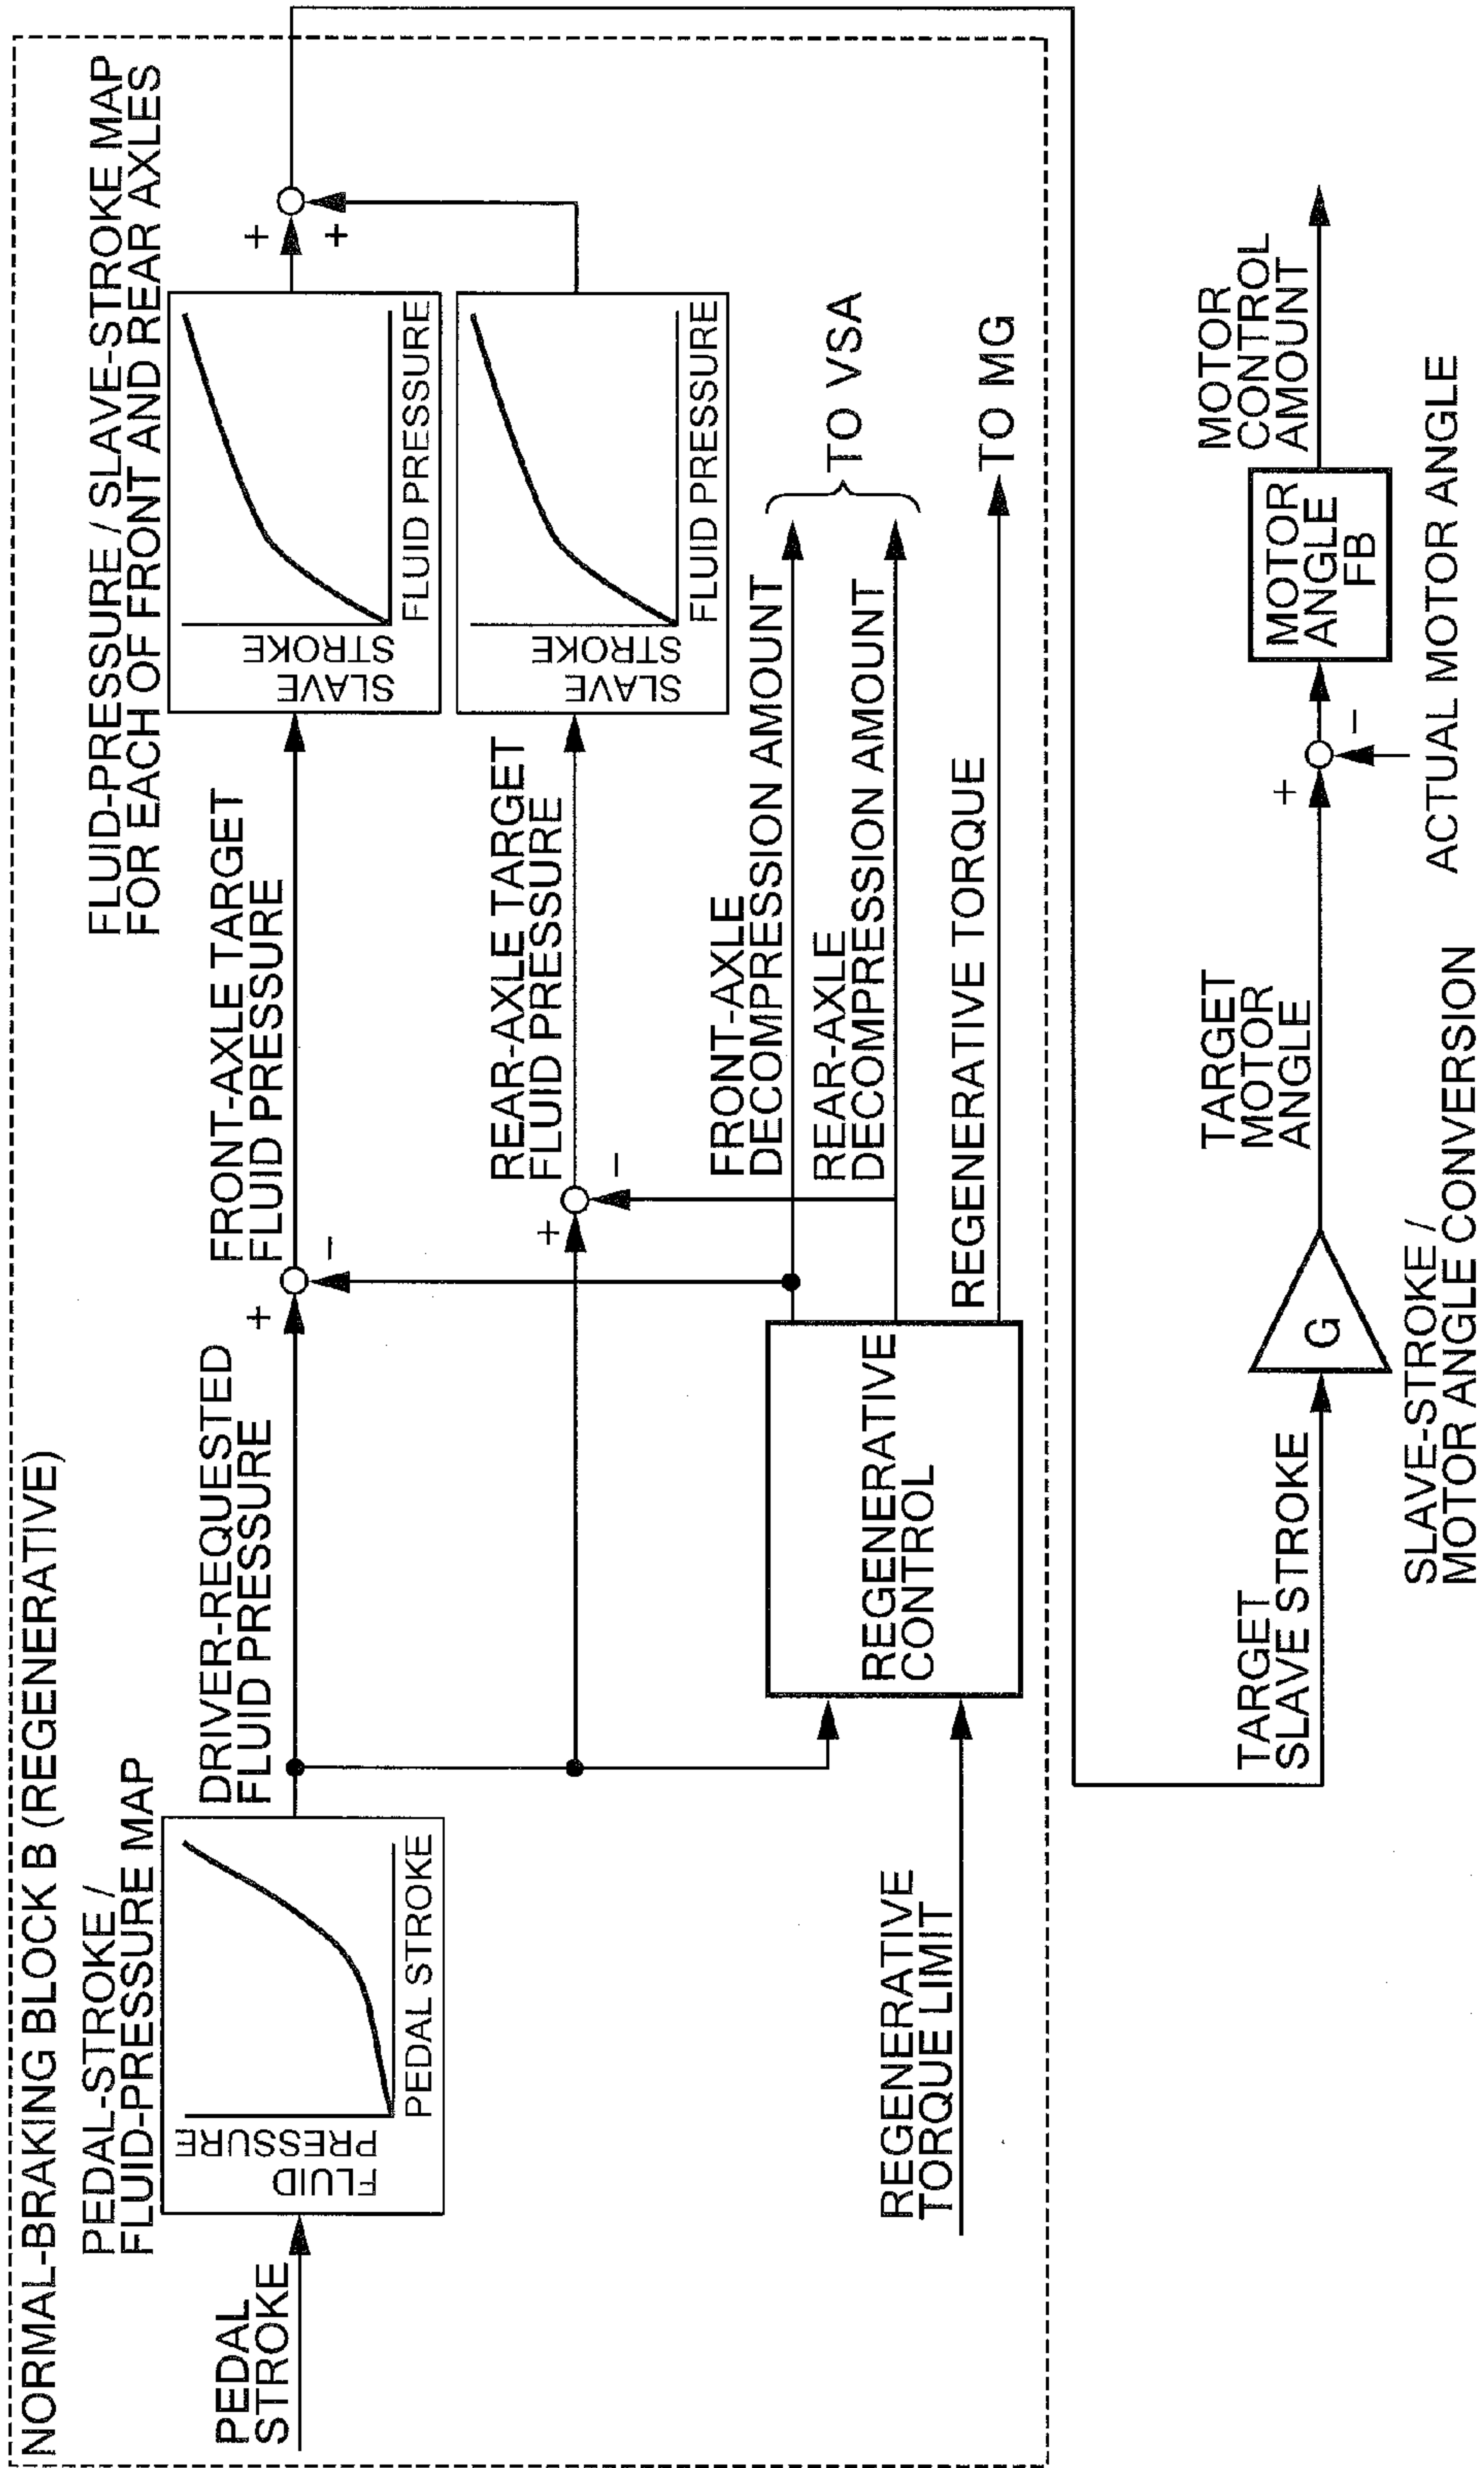 NORMAL-BRAKING BLOCK B (REGENERATIVE)
PEDAL-STROKE /
FLUID-PRESSURE MAP
PEDAL
STROKE
FLUID
PRESSURE
PEDAL STROKE
DRIVER-REQUESTED
FLUID PRESSURE
+
−
FRONT-AXLE TARGET
FLUID PRESSURE
FLUID-PRESSURE / SLAVE-STROKE MAP
FOR EACH OF FRONT AND REAR AXLES
SLAVE
STROKE
FLUID PRESSURE
+
+
+
−
REAR-AXLE TARGET
FLUID PRESSURE
SLAVE
STROKE
FLUID PRESSURE
REGENERATIVE
TORQUE LIMIT
REGENERATIVE
CONTROL
FRONT-AXLE
DECOMPRESSION AMOUNT
REAR-AXLE
DECOMPRESSION AMOUNT
TO VSA
REGENERATIVE TORQUE
TO MG
TARGET
SLAVE STROKE
G
SLAVE-STROKE /
MOTOR ANGLE CONVERSION
TARGET
MOTOR
ANGLE
+
−
ACTUAL MOTOR ANGLE
MOTOR
ANGLE
FB
MOTOR
CONTROL
AMOUNT